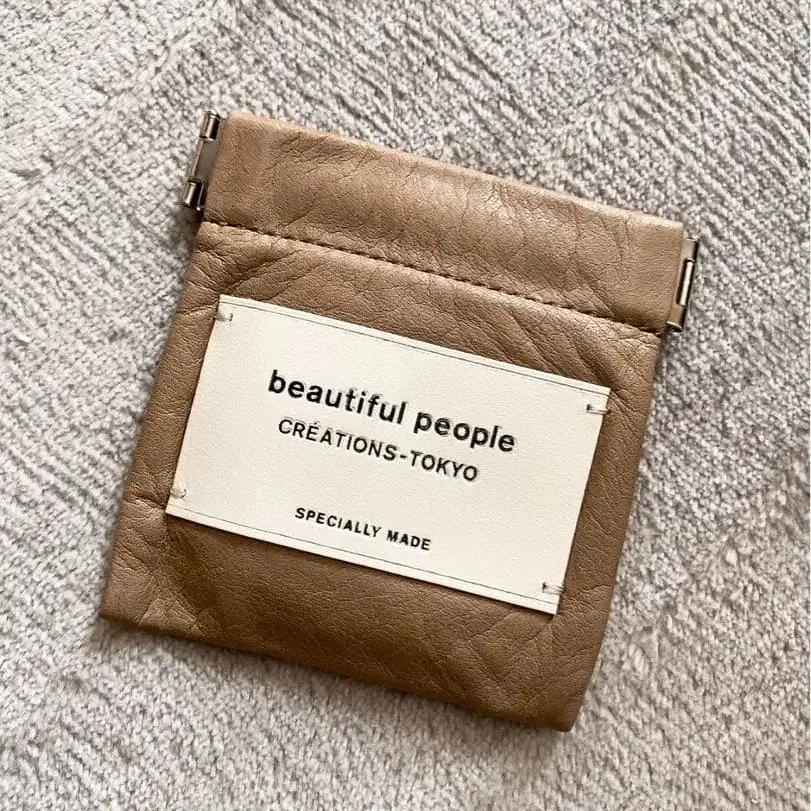 beautiful people
CRÉATIONS-TOKYO
SPECIALLY MADE